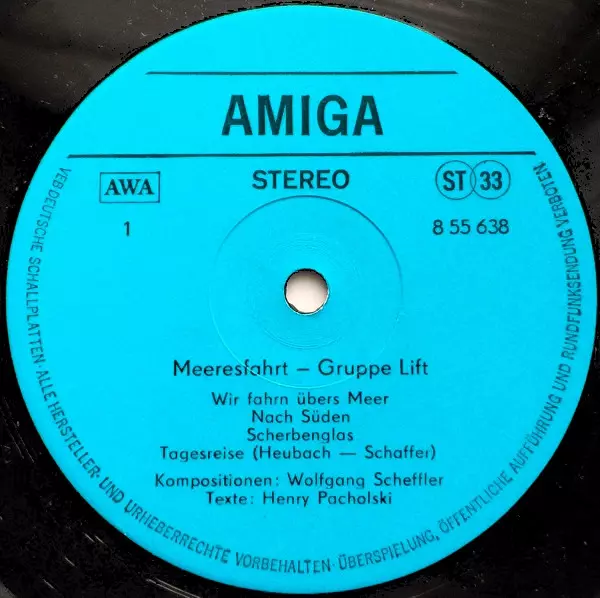 AMIGA
AWA
STEREO
ST 33
1
8 55 638
Meeresfahrt – Gruppe Lift
Wir fahrn übers Meer
Nach Süden
Scherbenglas
Tagesreise (Heubach — Schaffer)
Kompositionen: Wolfgang Scheffler
Texte: Henry Pacholski
VEB DEUTSCHE SCHALLPLATTEN · ALLE HERSTELLER- UND URHEBERRECHTE VORBEHALTEN · ÜBERSPIELUNG, ÖFFENTLICHE AUFFÜHRUNG UND RUNDFUNKSENDUNG VERBOTEN.